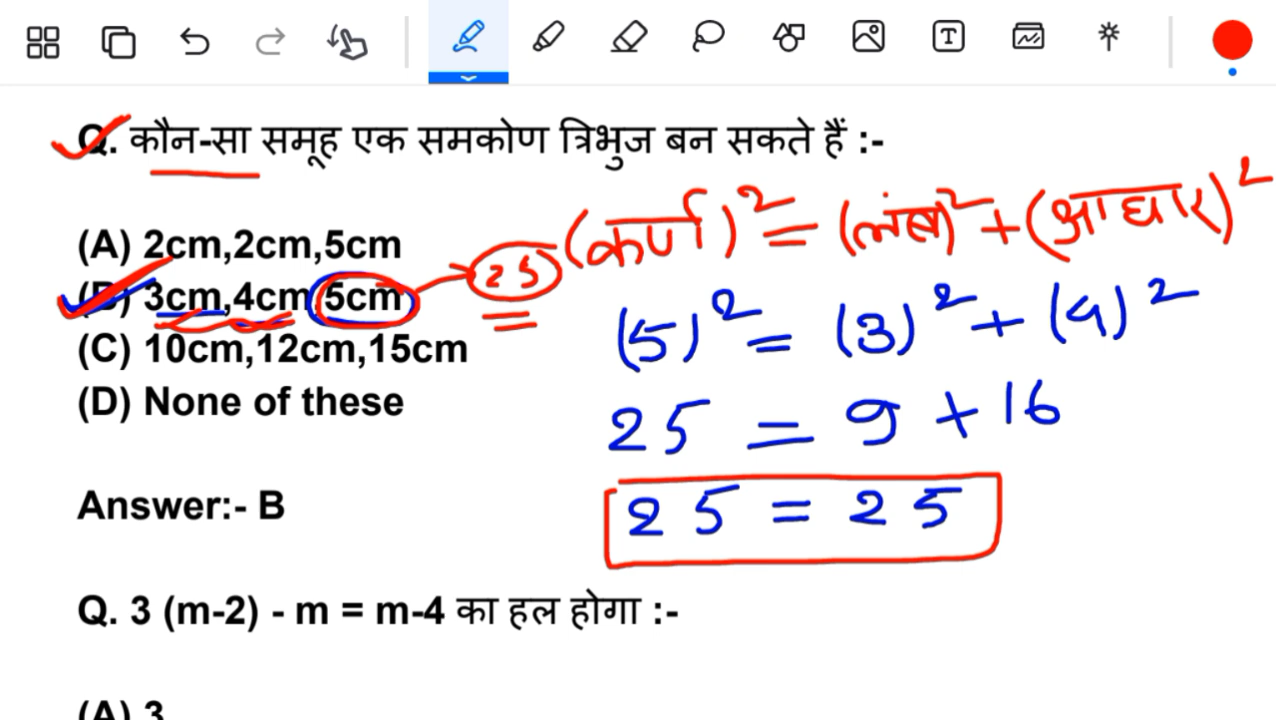 Q. कौन-सा समूह एक समकोण त्रिभुज बन सकते हैं :-
(A) 2cm,2cm,5cm
(B) 3cm,4cm,5cm
(C) 10cm,12cm,15cm
(D) None of these
Answer:- B
25
(कर्ण)² = (लंब)² + (आधार)²
(5)² = (3)² + (4)²
25 = 9 + 16
25 = 25
Q. 3 (m-2) - m = m-4 का हल होगा :-
(A) 3